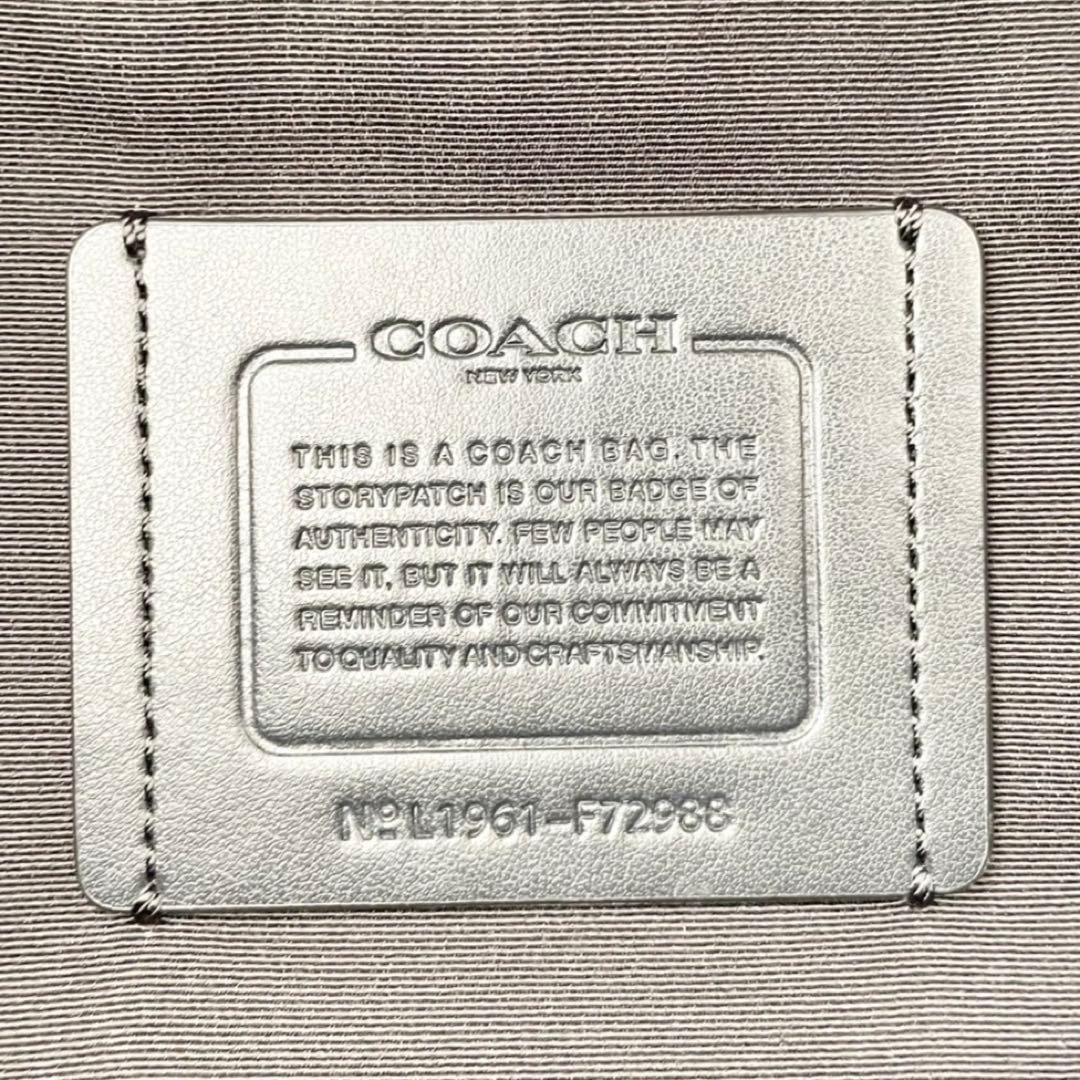 COACH
NEW YORK
THIS IS A COACH BAG. THE
STORYPATCH IS OUR BADGE OF
AUTHENTICITY. FEW PEOPLE MAY
SEE IT, BUT IT WILL ALWAYS BE A
REMINDER OF OUR COMMITMENT
TO QUALITY AND CRAFTSMANSHIP.
Nº L1961-F72988